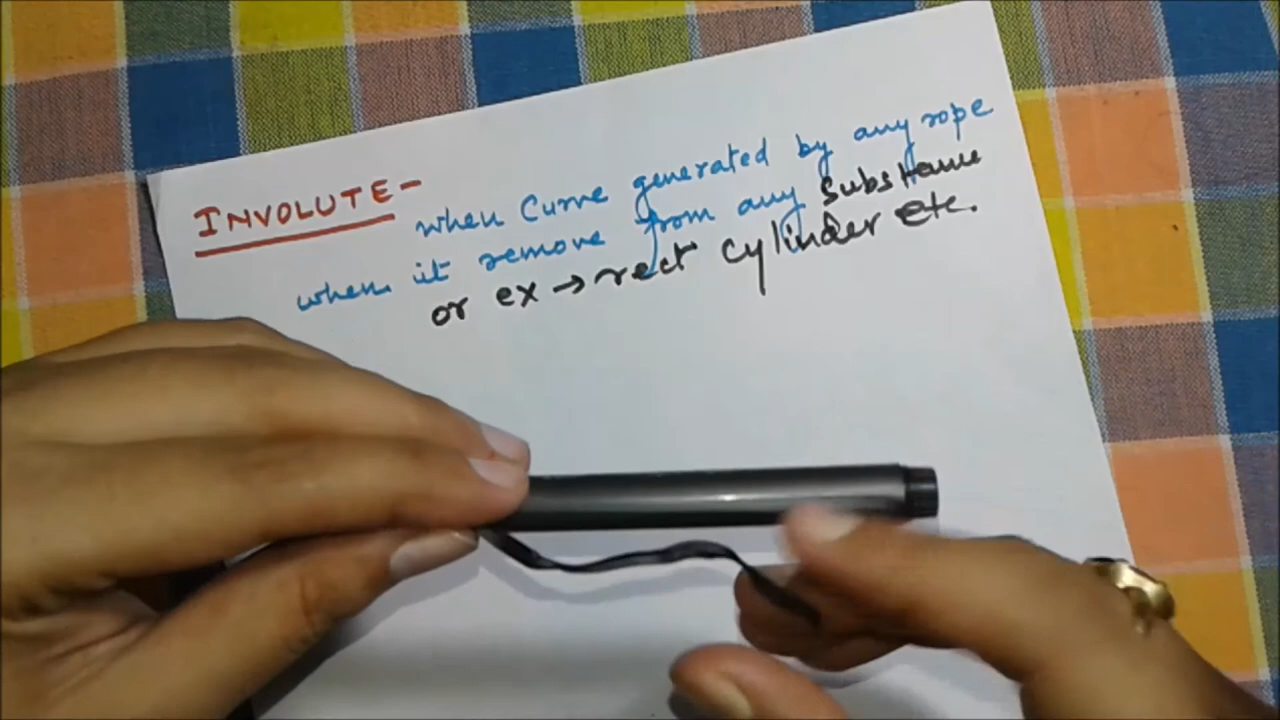 INVOLUTE- when Curve generated by any rope
when it remove from any substance
or ex → rect cylinder etc.